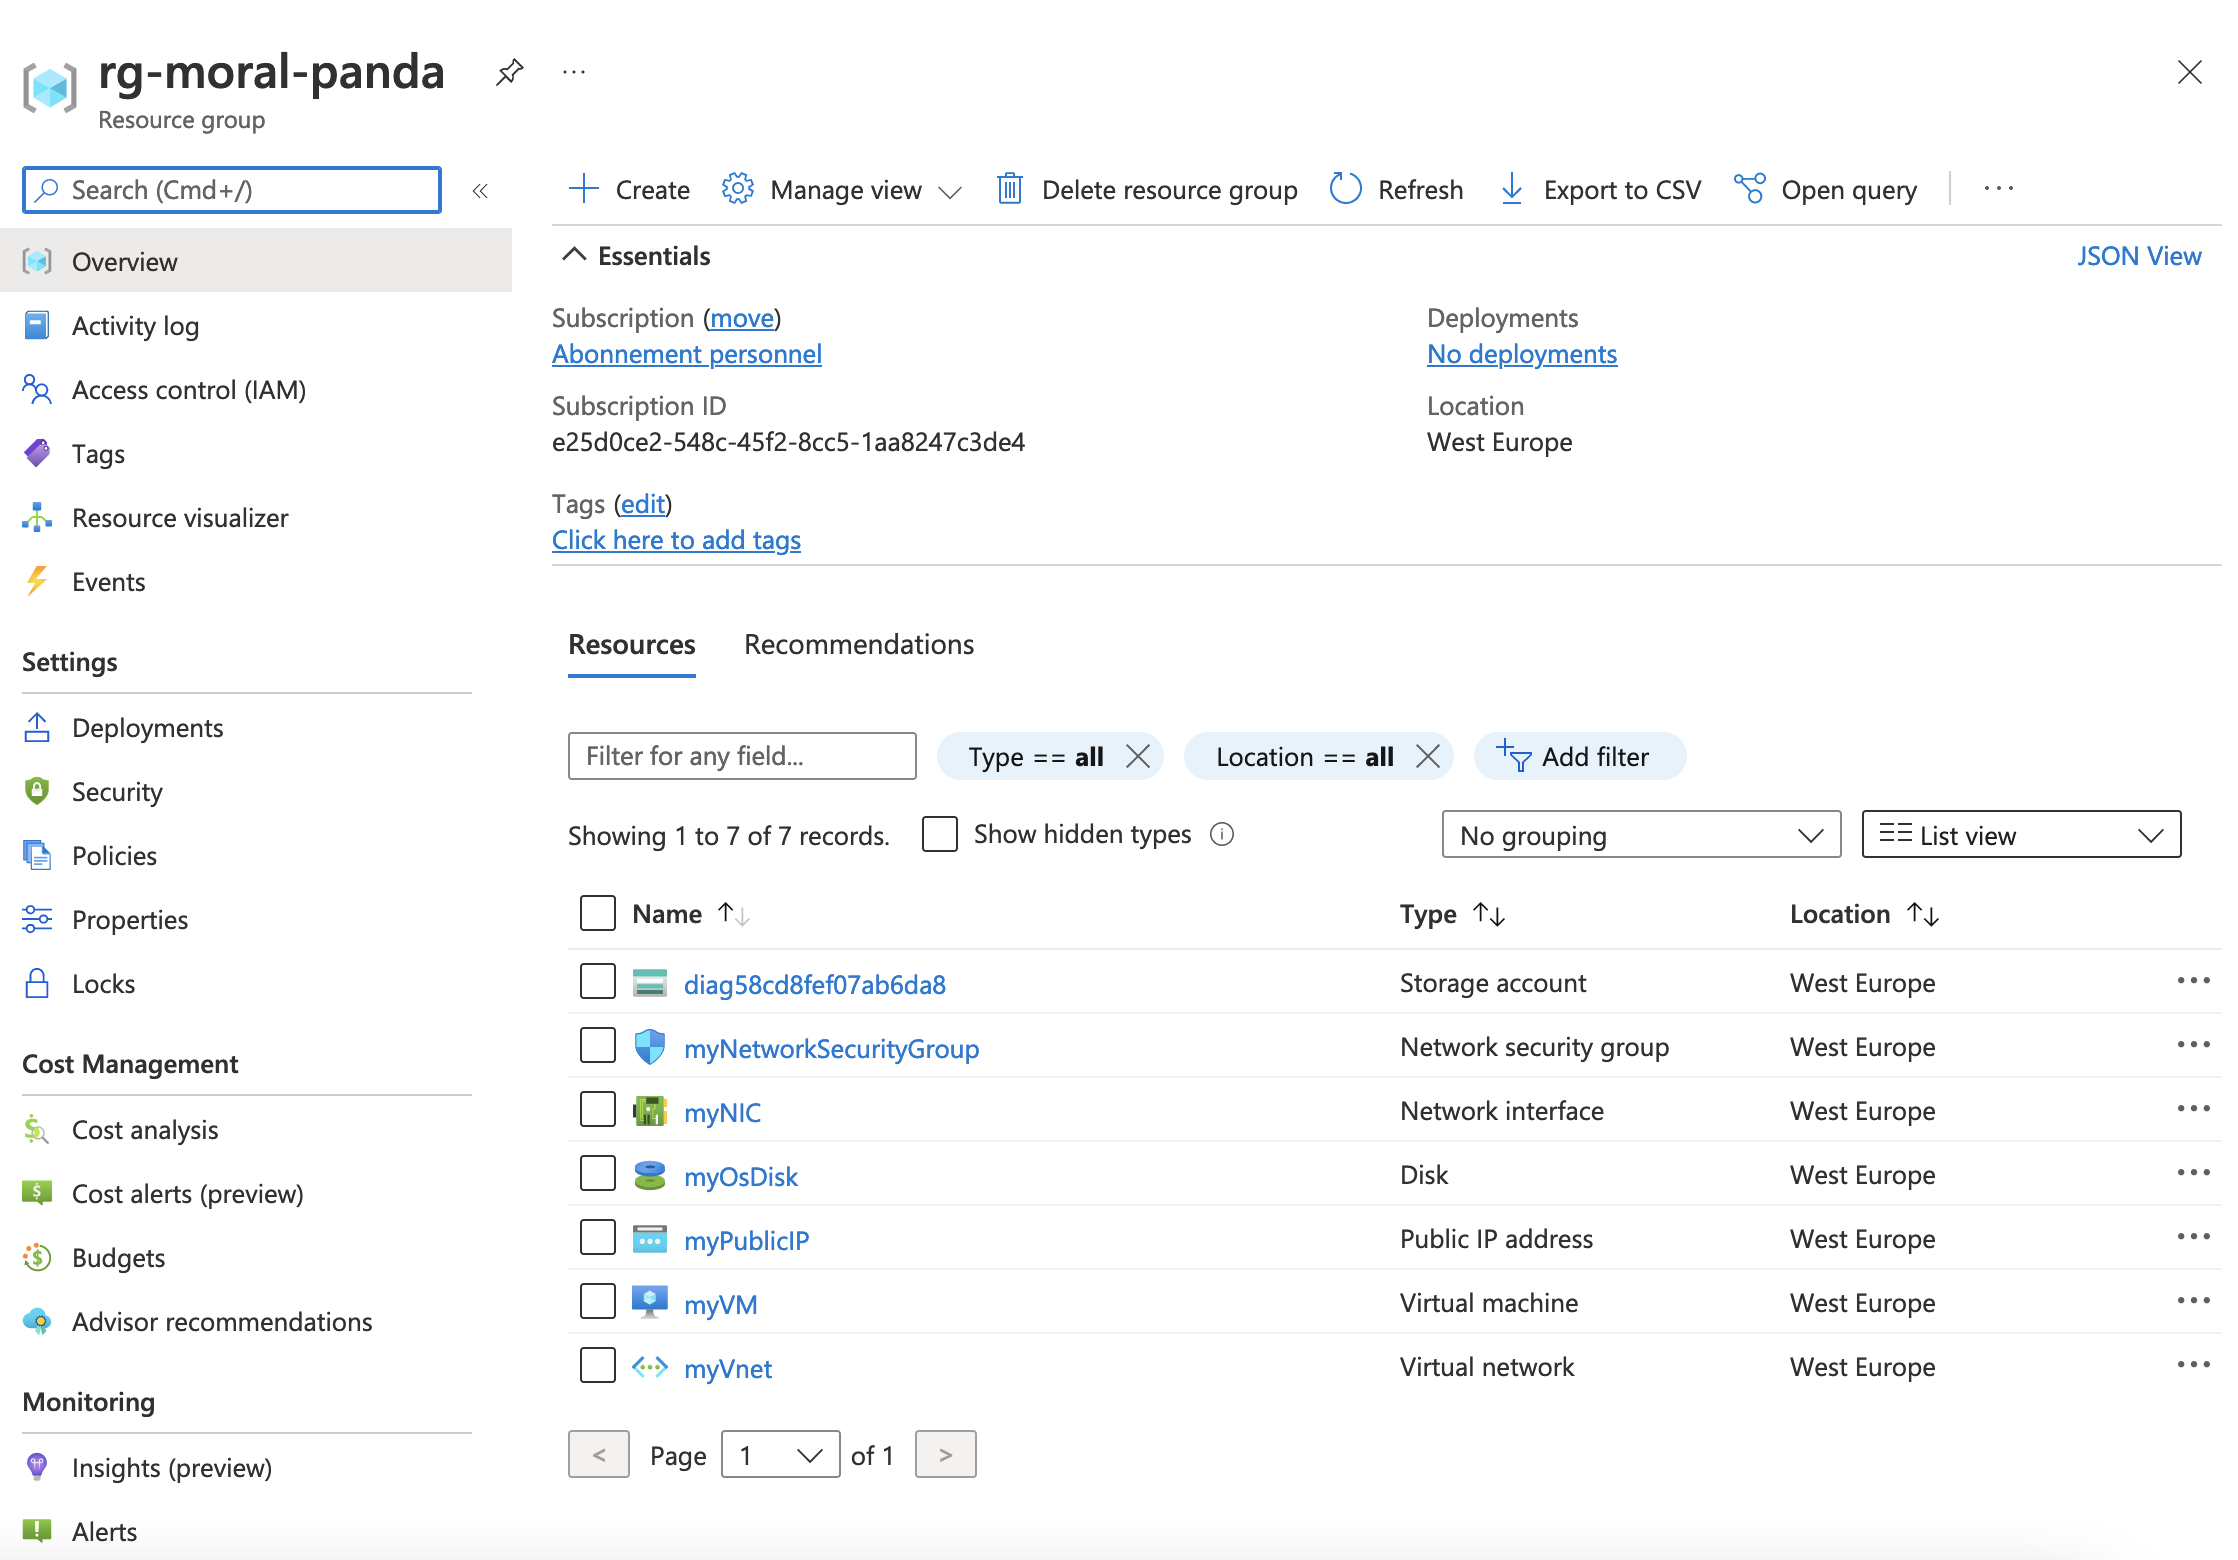 rg-moral-panda
Resource group
Search (Cmd+/)
«
Overview
Activity log
Access control (IAM)
Tags
Resource visualizer
Events
Settings
Deployments
Security
Policies
Properties
Locks
Cost Management
Cost analysis
Cost alerts (preview)
Budgets
Advisor recommendations
Monitoring
Insights (preview)
Alerts
Create Manage view Delete resource group Refresh Export to CSV Open query
Essentials JSON View
Subscription (move)
Abonnement personnel
Subscription ID
e25d0ce2-548c-45f2-8cc5-1aa8247c3de4
Deployments
No deployments
Location
West Europe
Tags (edit)
Click here to add tags
Resources Recommendations
Filter for any field... Type == all Location == all Add filter
Showing 1 to 7 of 7 records. Show hidden types No grouping List view
Name Type Location
diag58cd8fef07ab6da8 Storage account West Europe
myNetworkSecurityGroup Network security group West Europe
myNIC Network interface West Europe
myOsDisk Disk West Europe
myPublicIP Public IP address West Europe
myVM Virtual machine West Europe
myVnet Virtual network West Europe
< Page 1 of 1 >